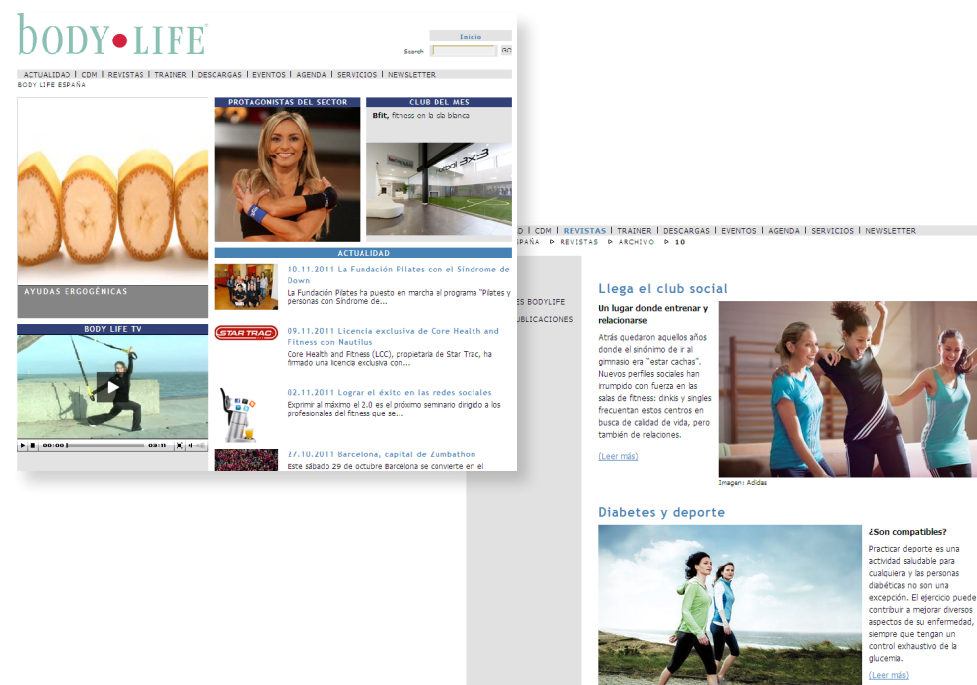 BODY LIFE
Inicio
Search GO
ACTUALIDAD | CDM | REVISTAS | TRAINER | DESCARGAS | EVENTOS | AGENDA | SERVICIOS | NEWSLETTER
BODY LIFE ESPAÑA
AYUDAS ERGOGÉNICAS
BODY LIFE TV
00:00 03:11
PROTAGONISTAS DEL SECTOR
CLUB DEL MES
Bfit, fitness en la isla blanca
3x3
ACTUALIDAD
10.11.2011 La Fundación Pilates con el Síndrome de
Down
La Fundación Pilates ha puesto en marcha el programa "Pilates y
personas con Síndrome de...
STAR TRAC
09.11.2011 Licencia exclusiva de Core Health and
Fitness con Nautilus
Core Health and Fitness (LCC), propietaria de Star Trac, ha
firmado una licencia exclusiva con...
02.11.2011 Lograr el éxito en las redes sociales
Exprimir al máximo el 2.0 es el próximo seminario dirigido a los
profesionales del fitness que se...
27.10.2011 Barcelona, capital de Zumbathon
Este sábado 29 de octubre Barcelona se convierte en el
D | CDM | REVISTAS | TRAINER | DESCARGAS | EVENTOS | AGENDA | SERVICIOS | NEWSLETTER
PAÑA REVISTAS ARCHIVO 10
ES BODYLIFE
UBLICACIONES
Llega el club social
Un lugar donde entrenar y
relacionarse
Atrás quedaron aquellos años
donde el sinónimo de ir al
gimnasio era "estar cachas".
Nuevos perfiles sociales han
irrumpido con fuerza en las
salas de fitness: dinkis y singles
frecuentan estos centros en
busca de calidad de vida, pero
también de relaciones.
(Leer más)
Imagen: Adidas
Diabetes y deporte
¿Son compatibles?
Practicar deporte es una
actividad saludable para
cualquiera y las personas
diabéticas no son una
excepción. El ejercicio puede
contribuir a mejorar diversos
aspectos de su enfermedad,
siempre que tengan un
control exhaustivo de la
glucemia.
(Leer más)